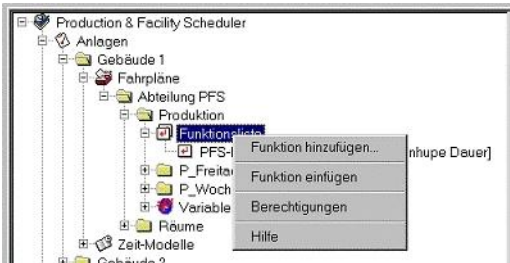 Production & Facility Scheduler
Anlagen
Gebäude 1
Fahrpläne
Abteilung PFS
Produktion
Funktionsliste
PFS- nhupe Dauer]
P_Freita
P_Woch
Variable
Räume
Zeit-Modelle
Gebäude 2
Funktion hinzufügen...
Funktion einfügen
Berechtigungen
Hilfe